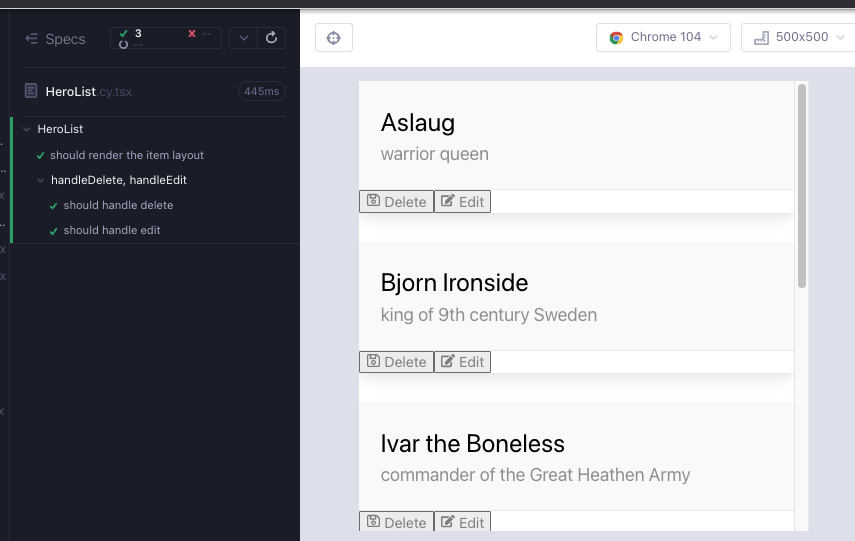 Specs
3
--
--
Chrome 104
500x500
HeroList.cy.tsx
445ms
HeroList
should render the item layout
handleDelete, handleEdit
should handle delete
should handle edit
Aslaug
warrior queen
Delete
Edit
Bjorn Ironside
king of 9th century Sweden
Delete
Edit
Ivar the Boneless
commander of the Great Heathen Army
Delete
Edit